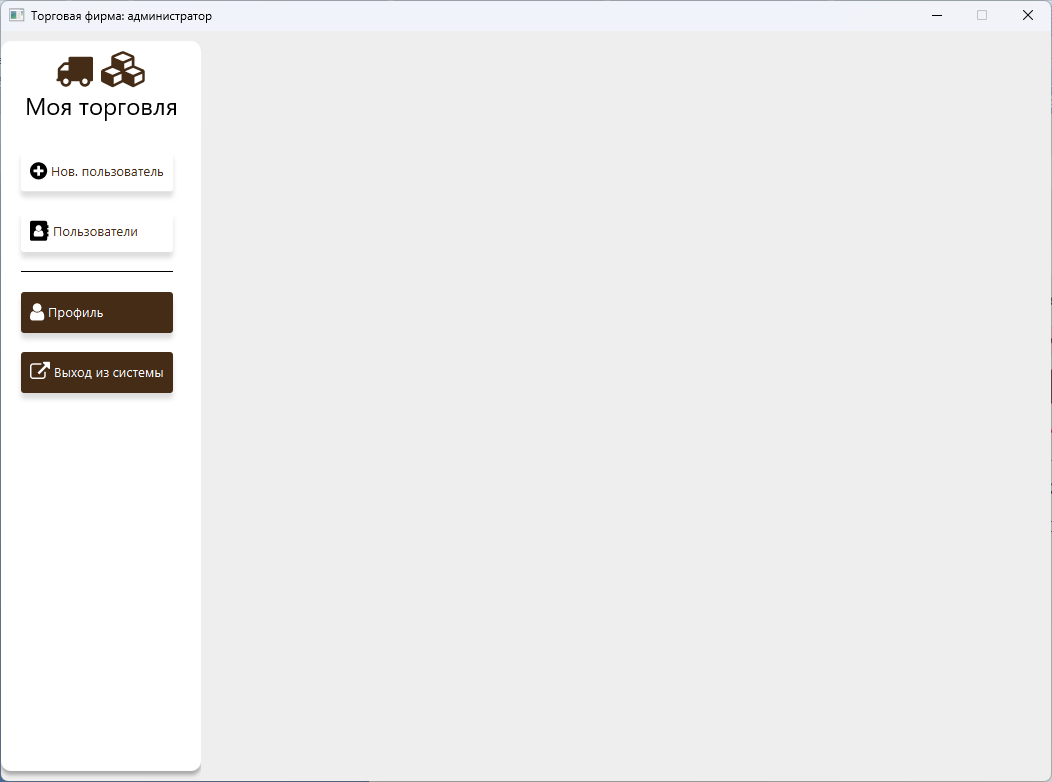 Торговая фирма: администратор
Моя торговля
Нов. пользователь
Пользователи
Профиль
Выход из системы